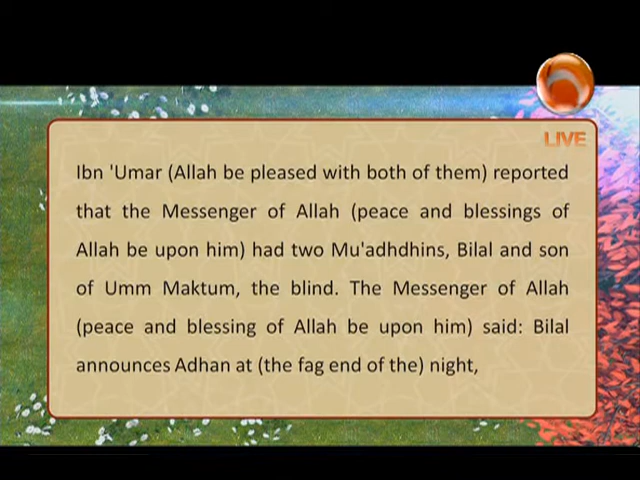 LIVE
Ibn 'Umar (Allah be pleased with both of them) reported
that the Messenger of Allah (peace and blessings of
Allah be upon him) had two Mu'adhdhins, Bilal and son
of Umm Maktum, the blind. The Messenger of Allah
(peace and blessing of Allah be upon him) said: Bilal
announces Adhan at (the fag end of the) night,